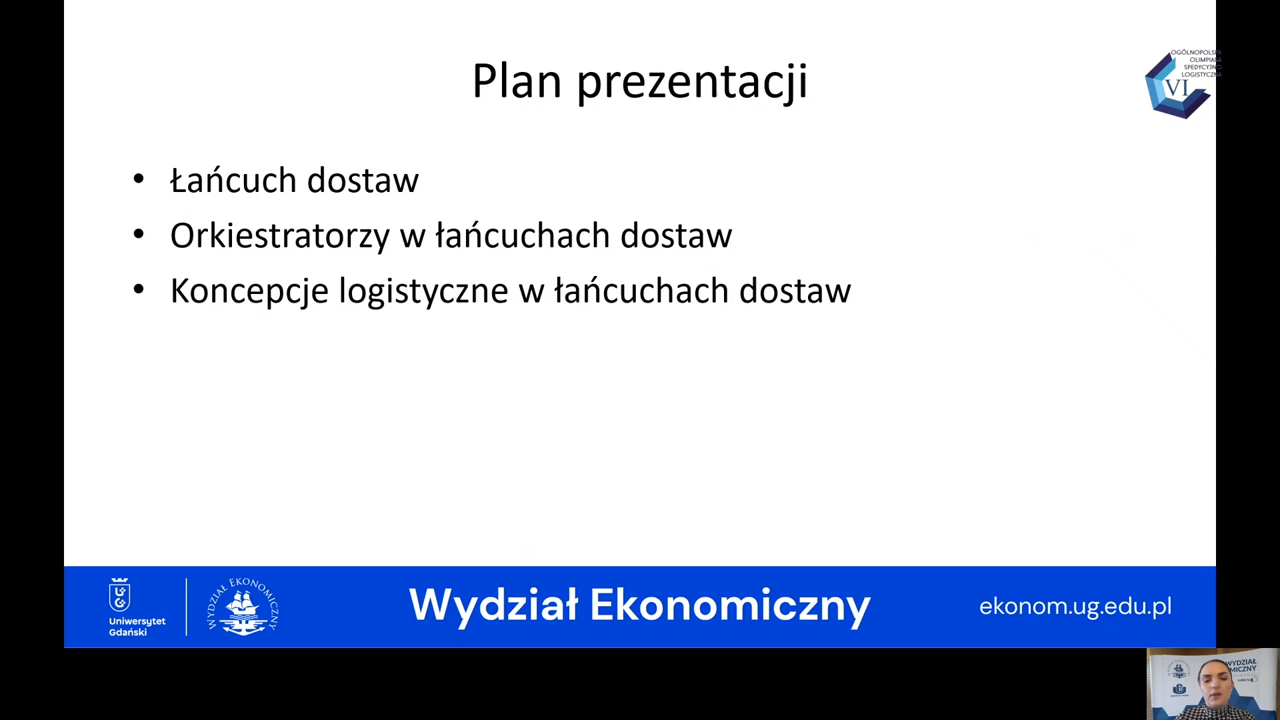 Plan prezentacji
OGÓLNOPOLSKA
OLIMPIADA
SPEDYCYJNO
LOGISTYCZNA
VI
• Łańcuch dostaw
• Orkiestratorzy w łańcuchach dostaw
• Koncepcje logistyczne w łańcuchach dostaw
Uniwersytet
Gdański
WYDZIAŁ EKONOMICZNY
Wydział Ekonomiczny
ekonom.ug.edu.pl
WYDZIAŁ